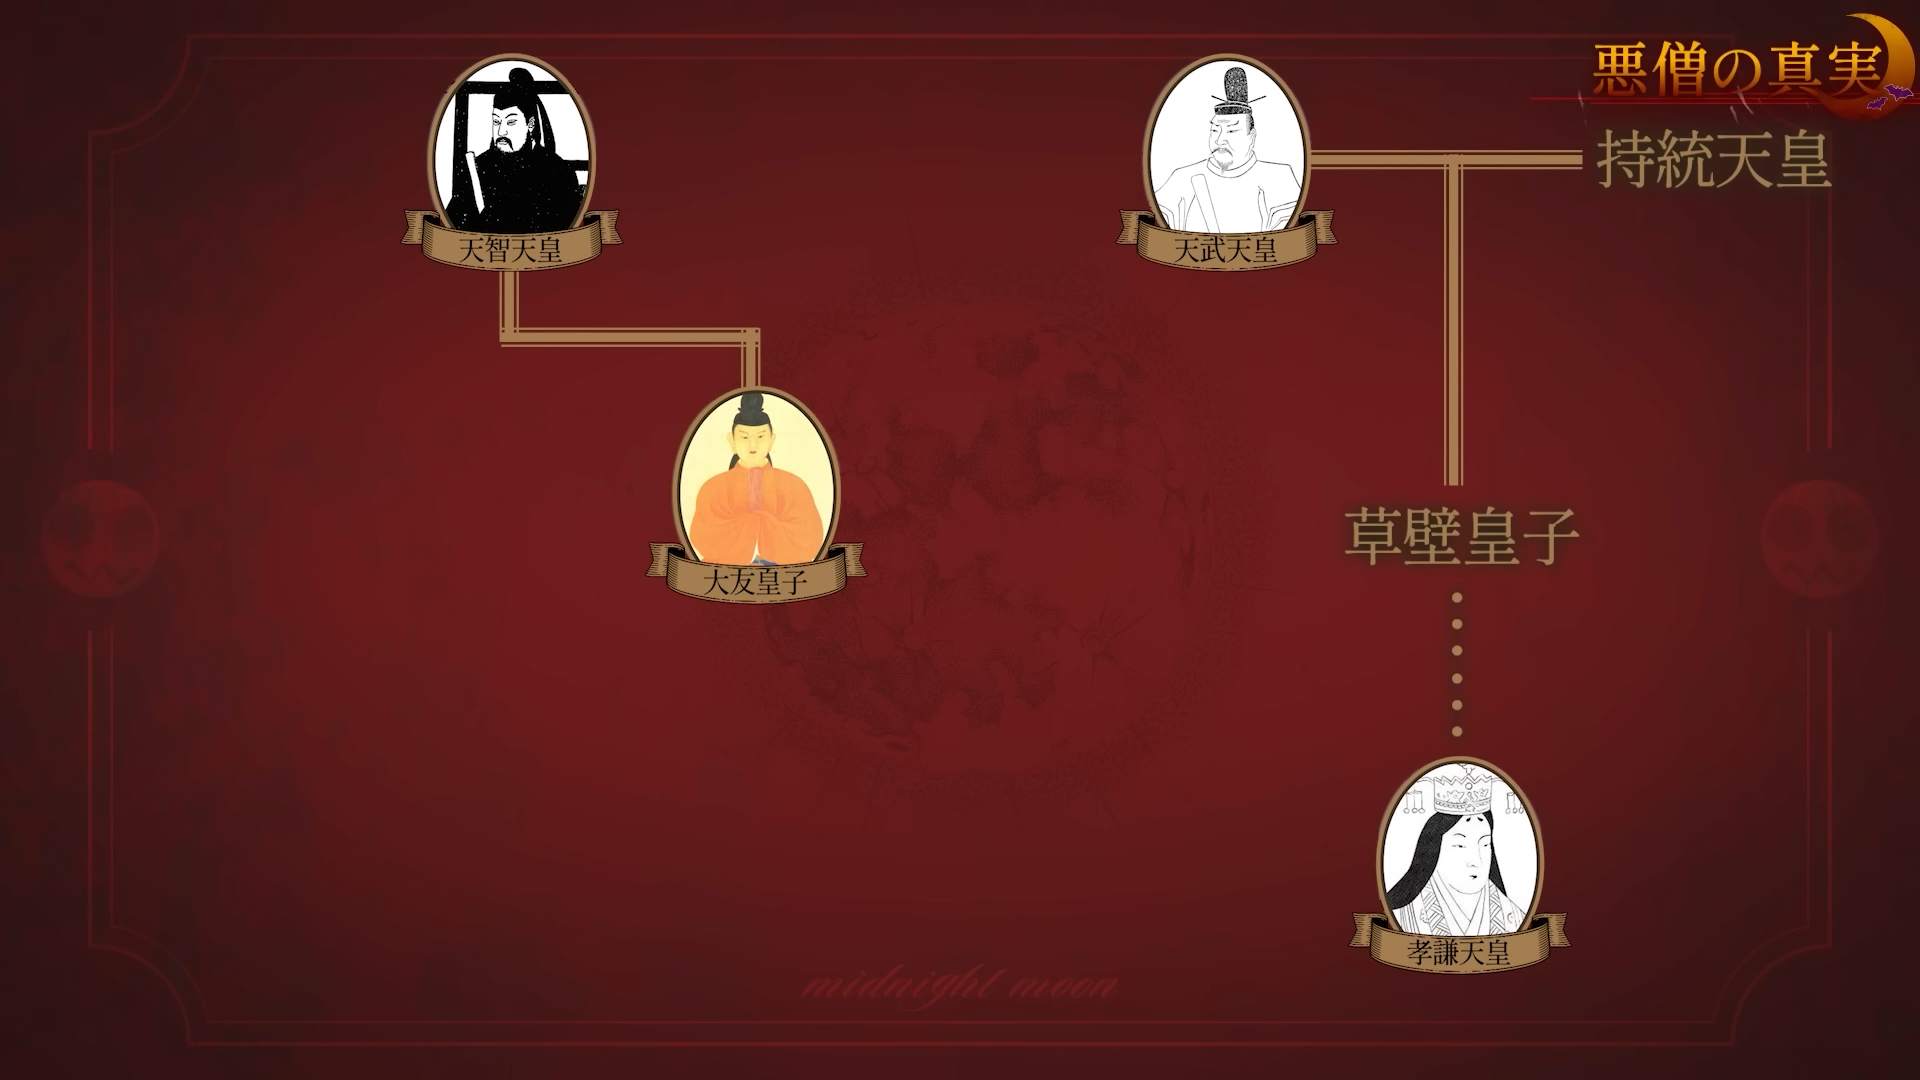 悪僧の真実
天智天皇
天武天皇
持統天皇
大友皇子
草壁皇子
孝謙天皇
midnight moon